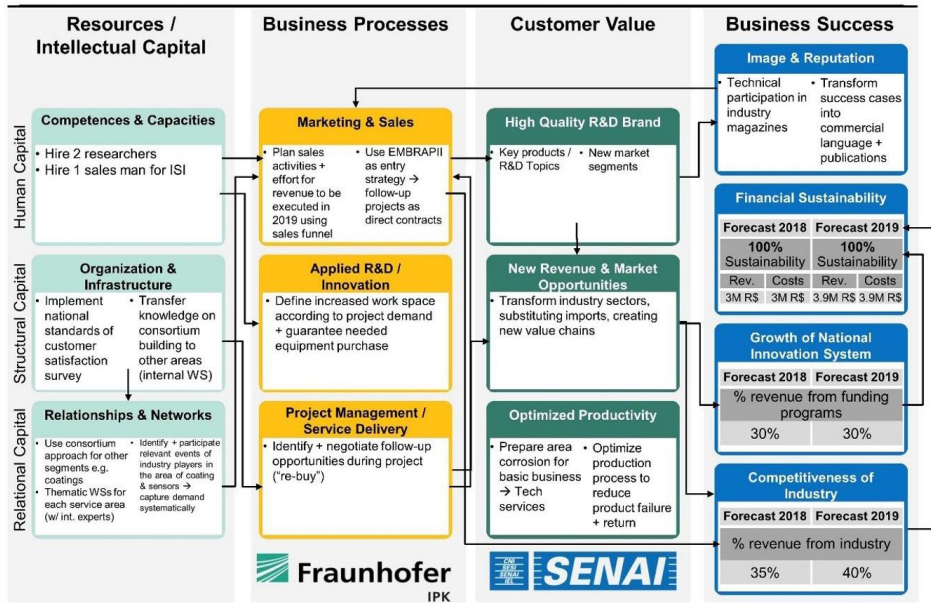 Resources /
Intellectual Capital
Business Processes
Customer Value
Business Success
Human Capital
Structural Capital
Relational Capital
Competences & Capacities
• Hire 2 researchers
• Hire 1 sales man for ISI
Organization &
Infrastructure
• Implement
national
standards of
customer
satisfaction
survey
• Transfer
knowledge on
consortium
building to
other areas
(internal WS)
Relationships & Networks
• Use consortium
approach for other
segments e.g.
coatings
• Thematic WSs for
each service area
(w/ int. experts)
• Identify + participate
relevant events of
industry players in
the area of coating
& sensors →
capture demand
systematically
Marketing & Sales
• Plan sales
activities +
effort for
revenue to be
executed in
2019 using
sales funnel
• Use EMBRAPII
as entry
strategy →
follow-up
projects as
direct contracts
Applied R&D /
Innovation
• Define increased work space
according to project demand
+ guarantee needed
equipment purchase
Project Management /
Service Delivery
• Identify + negotiate follow-up
opportunities during project
("re-buy")
High Quality R&D Brand
• Key products /
R&D Topics
• New market
segments
New Revenue & Market
Opportunities
• Transform industry sectors,
substituting imports, creating
new value chains
Optimized Productivity
• Prepare area
corrosion for
basic business
→ Tech
services
• Optimize
production
process to
reduce
product failure
+ return
Image & Reputation
• Technical
participation in
industry
magazines
• Transform
success cases
into
commercial
language +
publications
Financial Sustainability
Forecast 2018 Forecast 2019
100% 100%
Sustainability Sustainability
Rev. Costs Rev. Costs
3M R$ 3M R$ 3.9M R$ 3.9M R$
Growth of National
Innovation System
Forecast 2018 Forecast 2019
% revenue from funding
programs
30% 30%
Competitiveness of
Industry
Forecast 2018 Forecast 2019
% revenue from industry
35% 40%
Fraunhofer
IPK
CNI
SESI
SENAI
IEL
SENAI